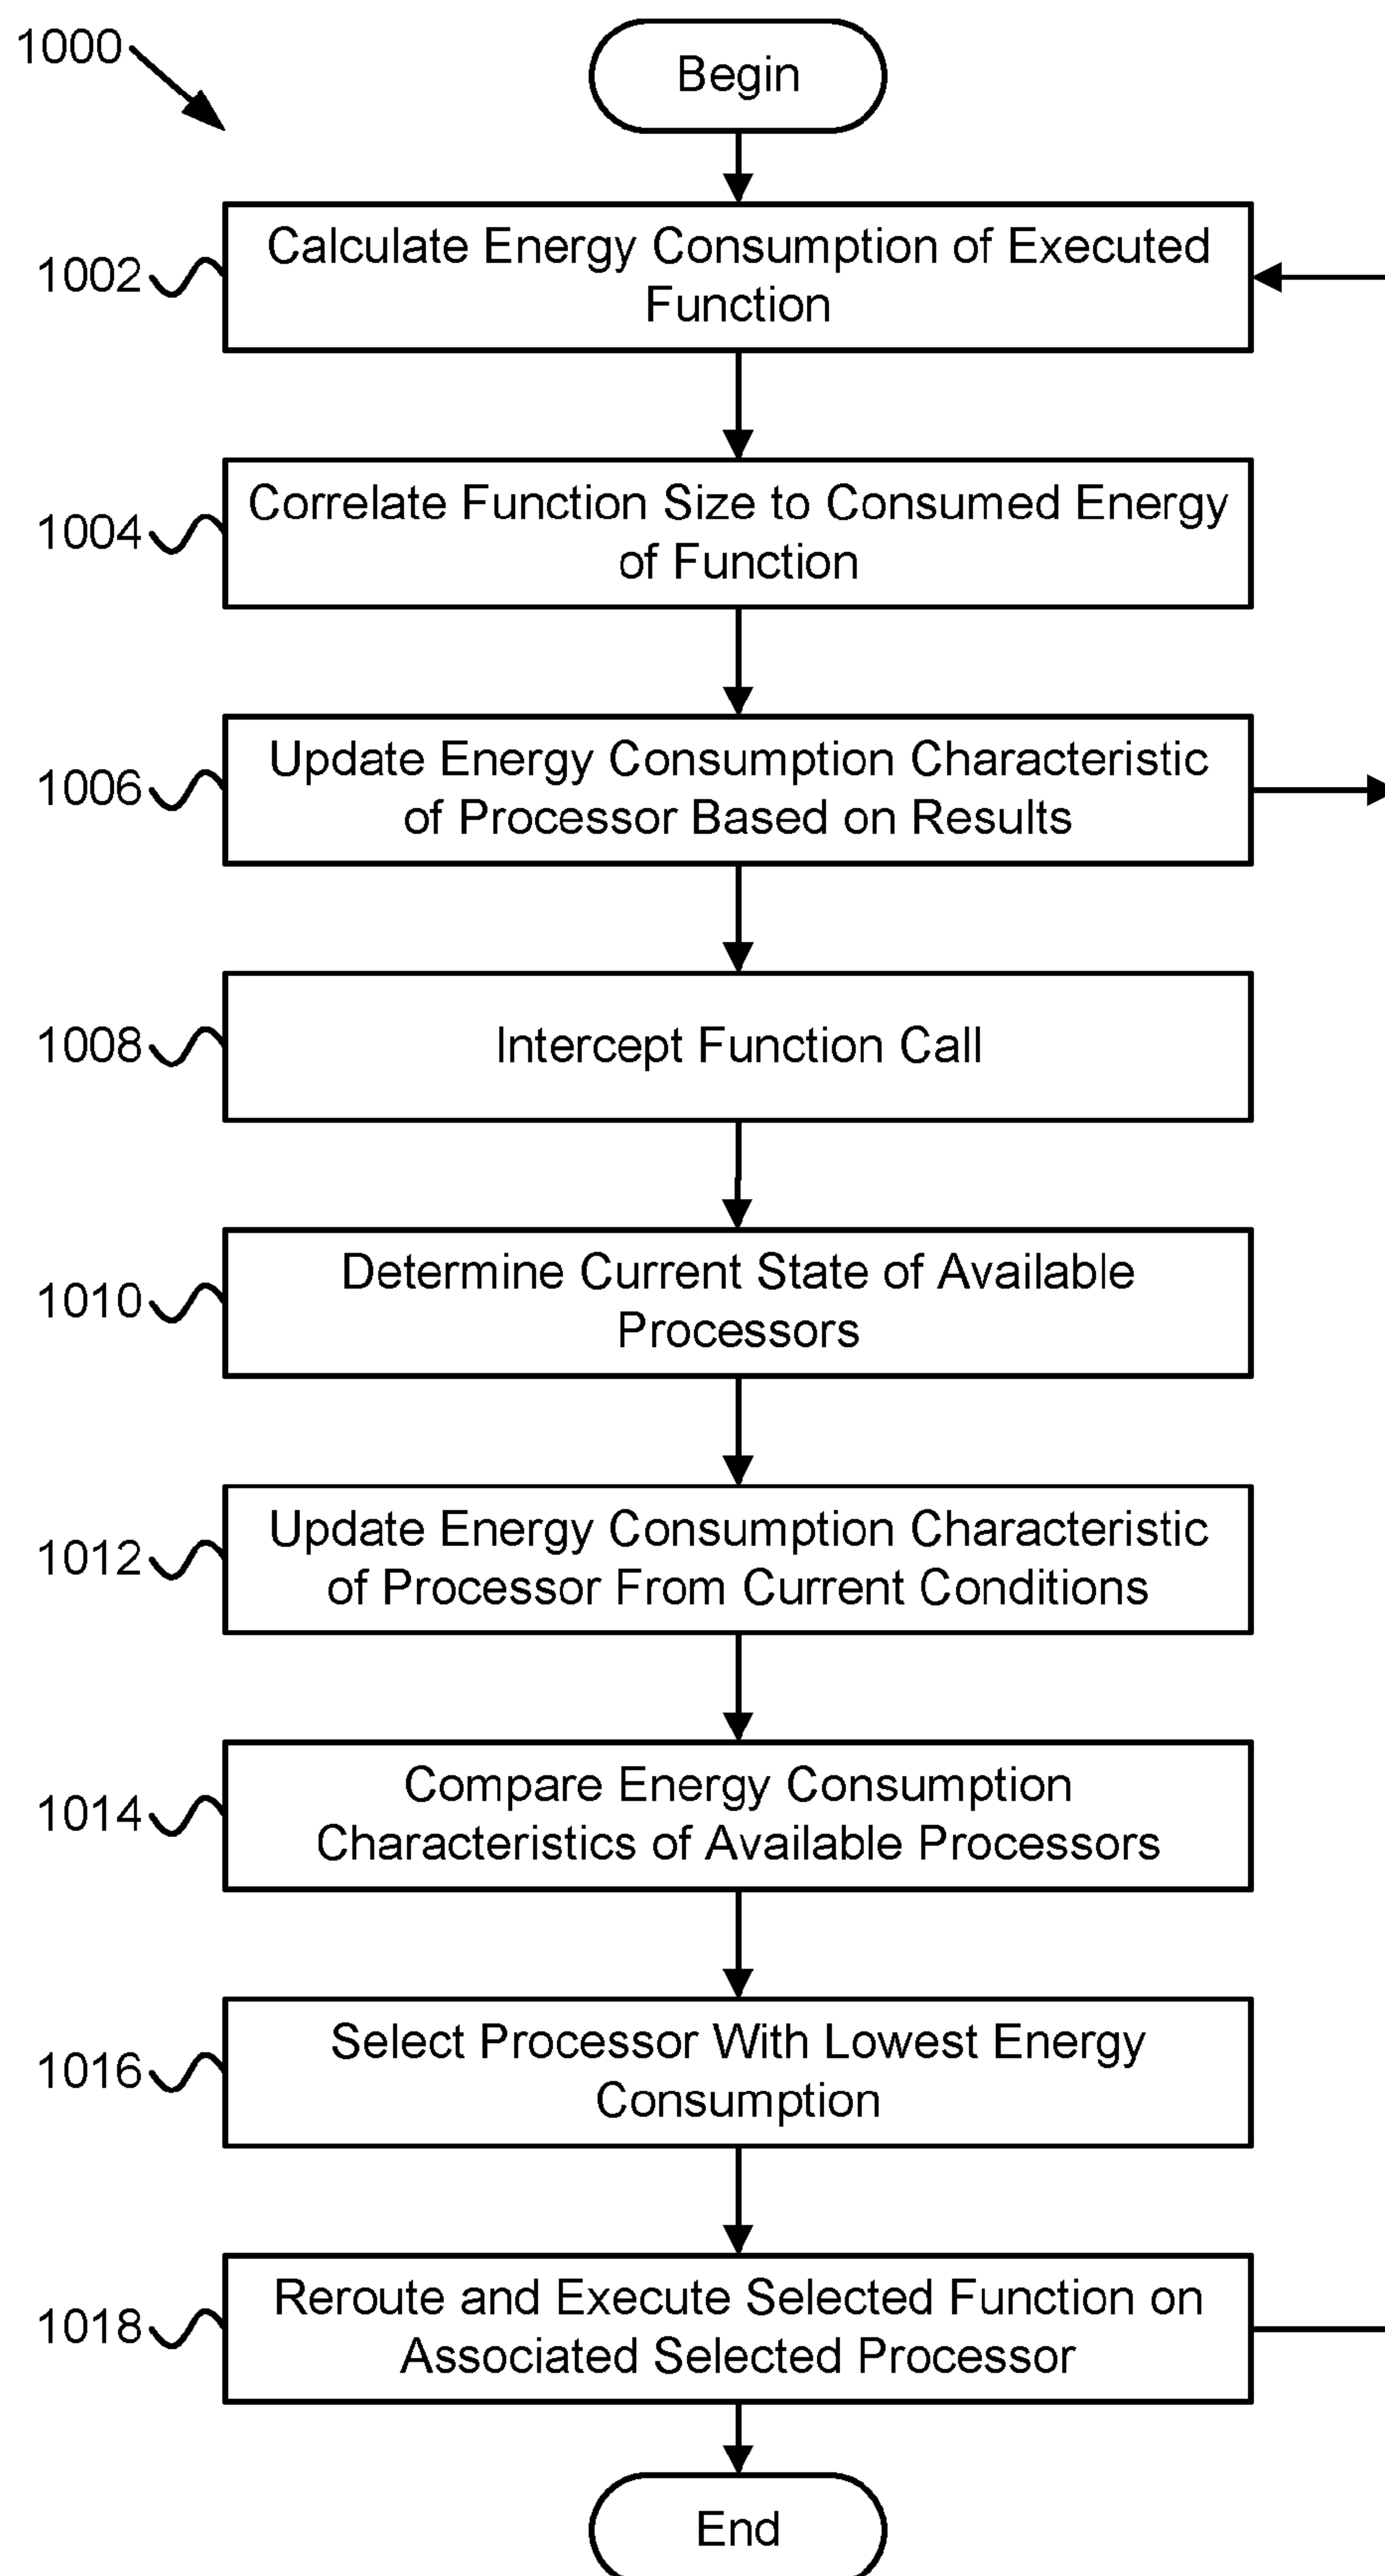 1000
Begin
1002
Calculate Energy Consumption of Executed
Function
1004
Correlate Function Size to Consumed Energy
of Function
1006
Update Energy Consumption Characteristic
of Processor Based on Results
1008
Intercept Function Call
1010
Determine Current State of Available
Processors
1012
Update Energy Consumption Characteristic
of Processor From Current Conditions
1014
Compare Energy Consumption
Characteristics of Available Processors
1016
Select Processor With Lowest Energy
Consumption
1018
Reroute and Execute Selected Function on
Associated Selected Processor
End